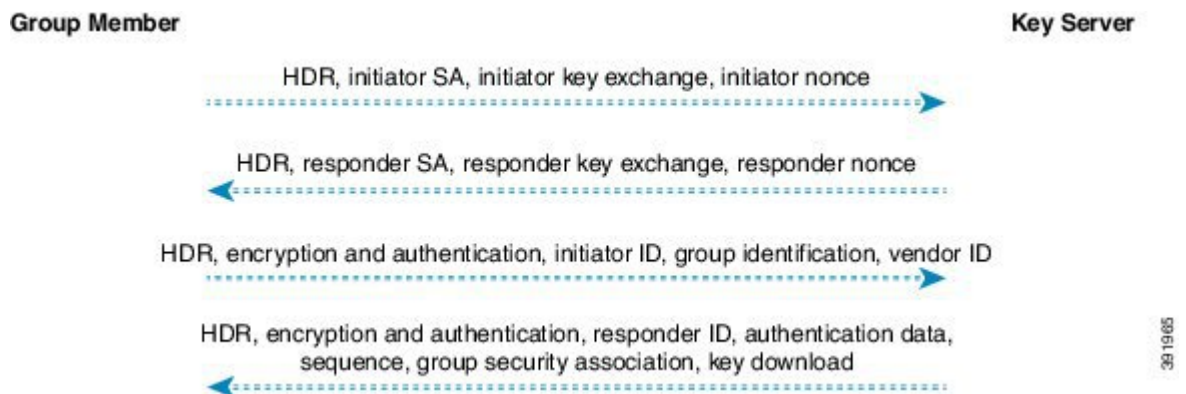 Group Member
Key Server
HDR, initiator SA, initiator key exchange, initiator nonce
HDR, responder SA, responder key exchange, responder nonce
HDR, encryption and authentication, initiator ID, group identification, vendor ID
HDR, encryption and authentication, responder ID, authentication data,
sequence, group security association, key download
391965